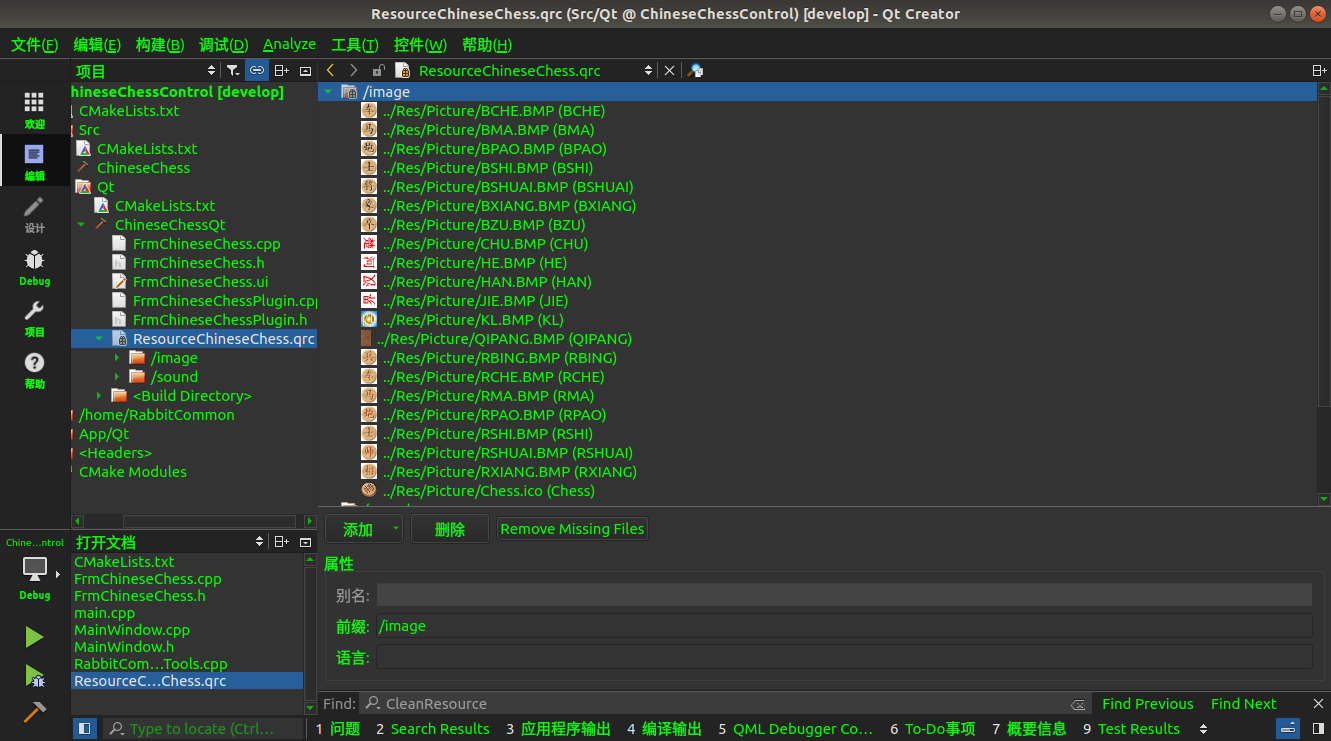 ResourceChineseChess.qrc (Src/Qt @ ChineseChessControl) [develop] - Qt Creator
文件(F) 编辑(E) 构建(B) 调试(D) Analyze 工具(T) 控件(W) 帮助(H)
项目
ResourceChineseChess.qrc
欢迎
编辑
设计
Debug
项目
帮助
hineseChessControl [develop]
CMakeLists.txt
Src
CMakeLists.txt
ChineseChess
Qt
CMakeLists.txt
ChineseChessQt
FrmChineseChess.cpp
FrmChineseChess.h
FrmChineseChess.ui
FrmChineseChessPlugin.cpp
FrmChineseChessPlugin.h
ResourceChineseChess.qrc
/image
/sound
<Build Directory>
/home/RabbitCommon
App/Qt
<Headers>
CMake Modules
/image
../Res/Picture/BCHE.BMP (BCHE)
../Res/Picture/BMA.BMP (BMA)
../Res/Picture/BPAO.BMP (BPAO)
../Res/Picture/BSHI.BMP (BSHI)
../Res/Picture/BSHUAI.BMP (BSHUAI)
../Res/Picture/BXIANG.BMP (BXIANG)
../Res/Picture/BZU.BMP (BZU)
../Res/Picture/CHU.BMP (CHU)
../Res/Picture/HE.BMP (HE)
../Res/Picture/HAN.BMP (HAN)
../Res/Picture/JIE.BMP (JIE)
../Res/Picture/KL.BMP (KL)
../Res/Picture/QIPANG.BMP (QIPANG)
../Res/Picture/RBING.BMP (RBING)
../Res/Picture/RCHE.BMP (RCHE)
../Res/Picture/RMA.BMP (RMA)
../Res/Picture/RPAO.BMP (RPAO)
../Res/Picture/RSHI.BMP (RSHI)
../Res/Picture/RSHUAI.BMP (RSHUAI)
../Res/Picture/RXIANG.BMP (RXIANG)
../Res/Picture/Chess.ico (Chess)
添加 删除 Remove Missing Files
属性
别名:
前缀: /image
语言:
Chine...ntrol
Debug
打开文档
CMakeLists.txt
FrmChineseChess.cpp
FrmChineseChess.h
main.cpp
MainWindow.cpp
MainWindow.h
RabbitCom...Tools.cpp
ResourceC...Chess.qrc
Find: CleanResource Find Previous Find Next
Type to locate (Ctrl... 1 问题 2 Search Results 3 应用程序输出 4 编译输出 5 QML Debugger Co... 6 To-Do事项 7 概要信息 9 Test Results